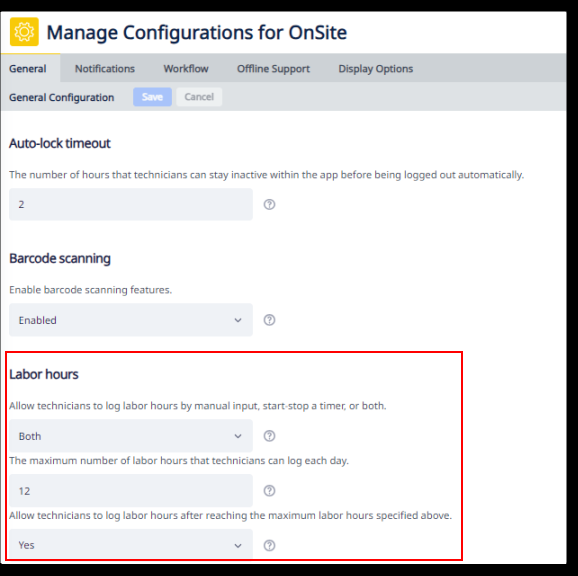 Manage Configurations for OnSite
General Notifications Workflow Offline Support Display Options
General Configuration Save Cancel
Auto-lock timeout
The number of hours that technicians can stay inactive within the app before being logged out automatically.
2
Barcode scanning
Enable barcode scanning features.
Enabled
Labor hours
Allow technicians to log labor hours by manual input, start-stop a timer, or both.
Both
The maximum number of labor hours that technicians can log each day.
12
Allow technicians to log labor hours after reaching the maximum labor hours specified above.
Yes